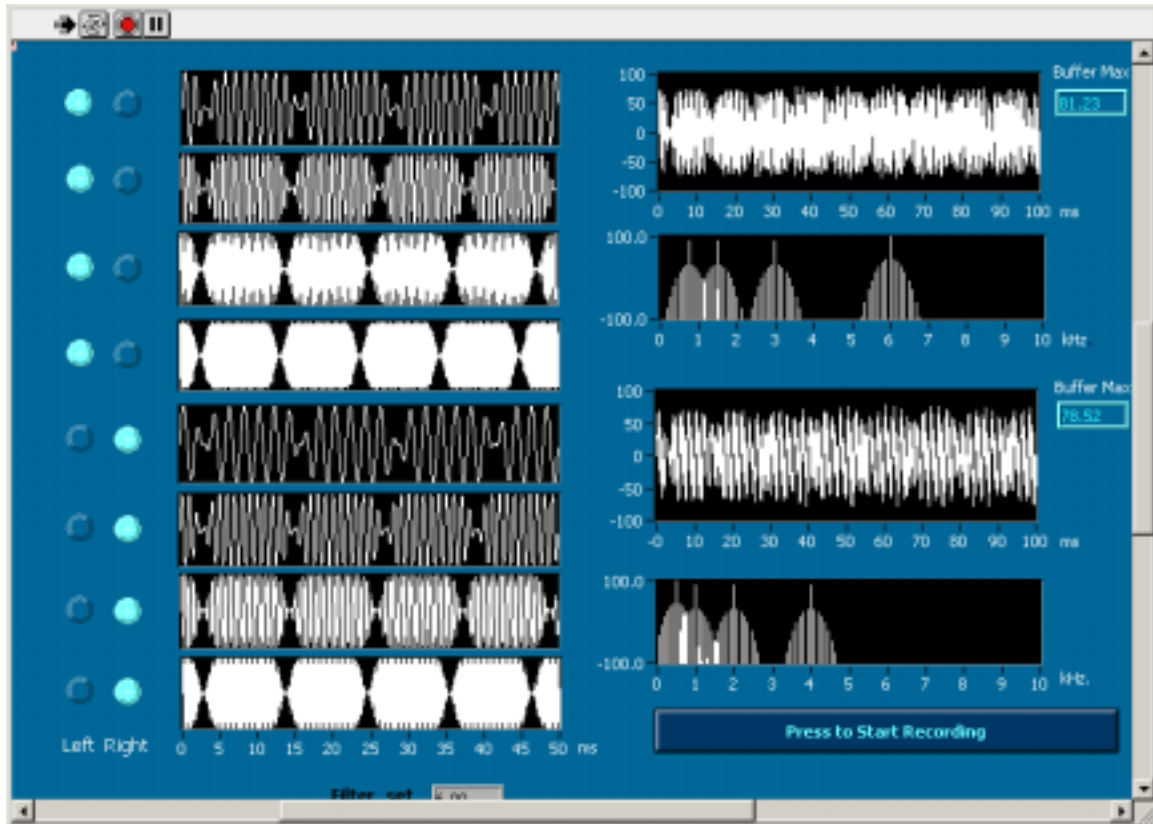 Buffer Max
81.23
100
50
0
-50
-100
0 10 20 30 40 50 60 70 80 90 100 ms
100.0
-100.0
0 1 2 3 4 5 6 7 8 9 10 kHz.
Buffer Max
78.52
100
50
0
-50
-100
-0 10 20 30 40 50 60 70 80 90 100 ms
100.0
-100.0
0 1 2 3 4 5 6 7 8 9 10 kHz.
Left Right
0 5 10 15 20 25 30 35 40 45 50 ms
Press to Start Recording
Filter set